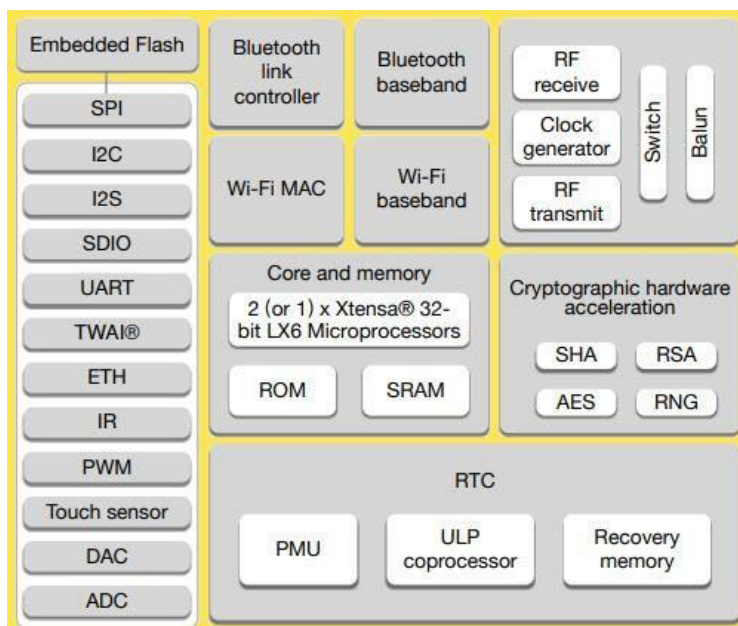 Embedded Flash
SPI
I2C
I2S
SDIO
UART
TWAI®
ETH
IR
PWM
Touch sensor
DAC
ADC
Bluetooth
link
controller
Bluetooth
baseband
Wi-Fi MAC
Wi-Fi
baseband
RF
receive
Clock
generator
RF
transmit
Switch
Balun
Core and memory
2 (or 1) x Xtensa® 32-
bit LX6 Microprocessors
ROM
SRAM
Cryptographic hardware
acceleration
SHA
RSA
AES
RNG
RTC
PMU
ULP
coprocessor
Recovery
memory